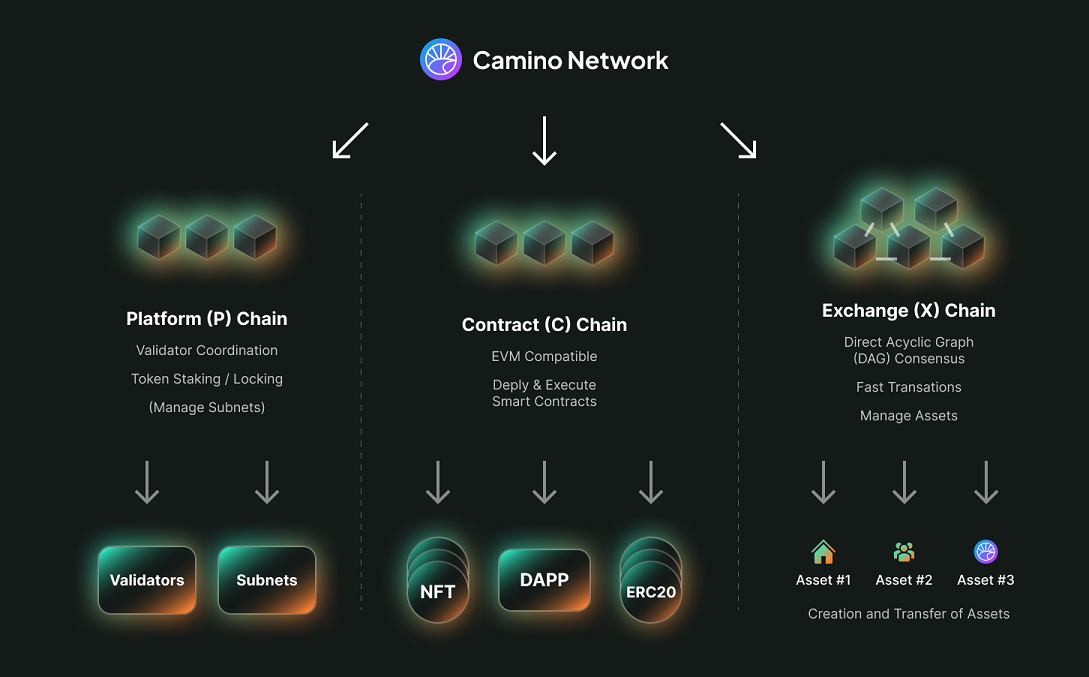 Camino Network
Platform (P) Chain
Validator Coordination
Token Staking / Locking
(Manage Subnets)
Validators
Subnets
Contract (C) Chain
EVM Compatible
Deply & Execute
Smart Contracts
NFT
DAPP
ERC20
Exchange (X) Chain
Direct Acyclic Graph
(DAG) Consensus
Fast Transations
Manage Assets
Asset #1
Asset #2
Asset #3
Creation and Transfer of Assets